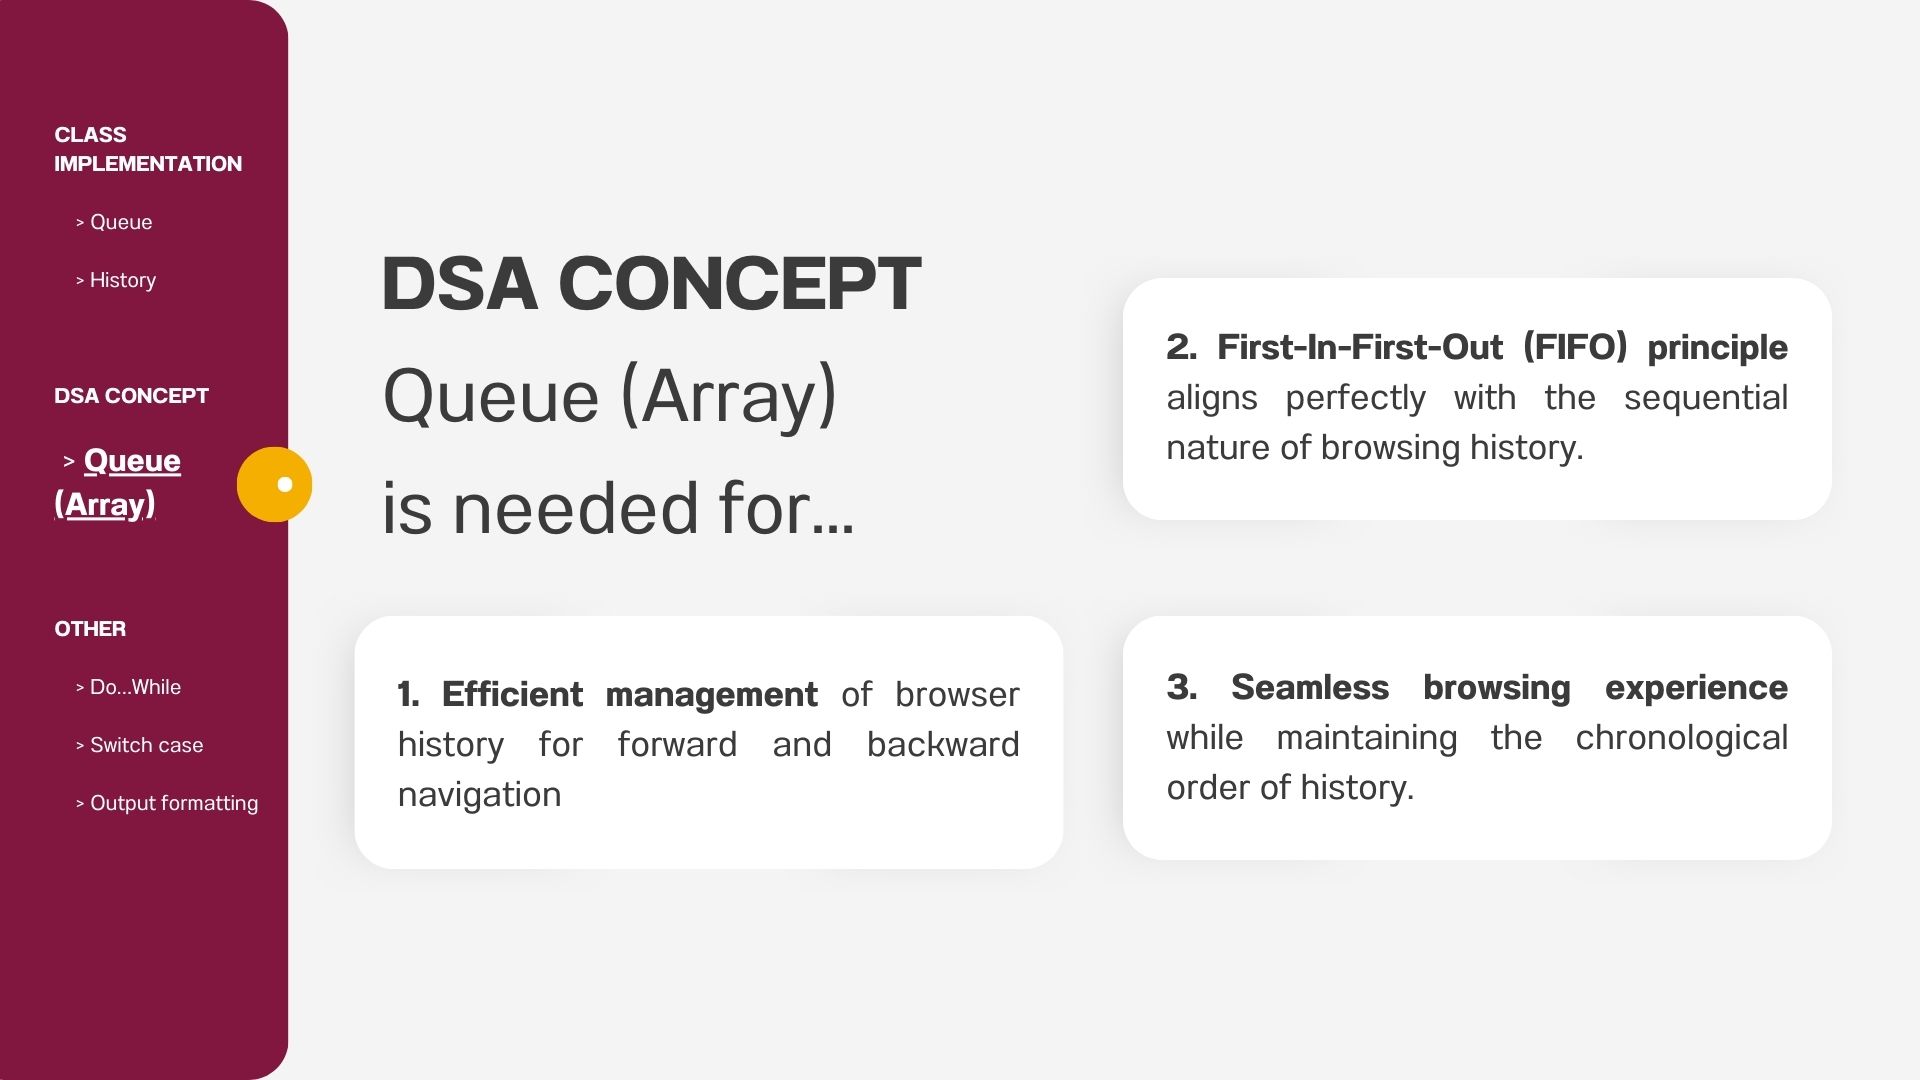 CLASS
IMPLEMENTATION
> Queue
> History
DSA CONCEPT
> Queue
(Array)
OTHER
> Do...While
> Switch case
> Output formatting
DSA CONCEPT
Queue (Array)
is needed for...
1. Efficient management of browser
history for forward and backward
navigation
2. First-In-First-Out (FIFO) principle
aligns perfectly with the sequential
nature of browsing history.
3. Seamless browsing experience
while maintaining the chronological
order of history.